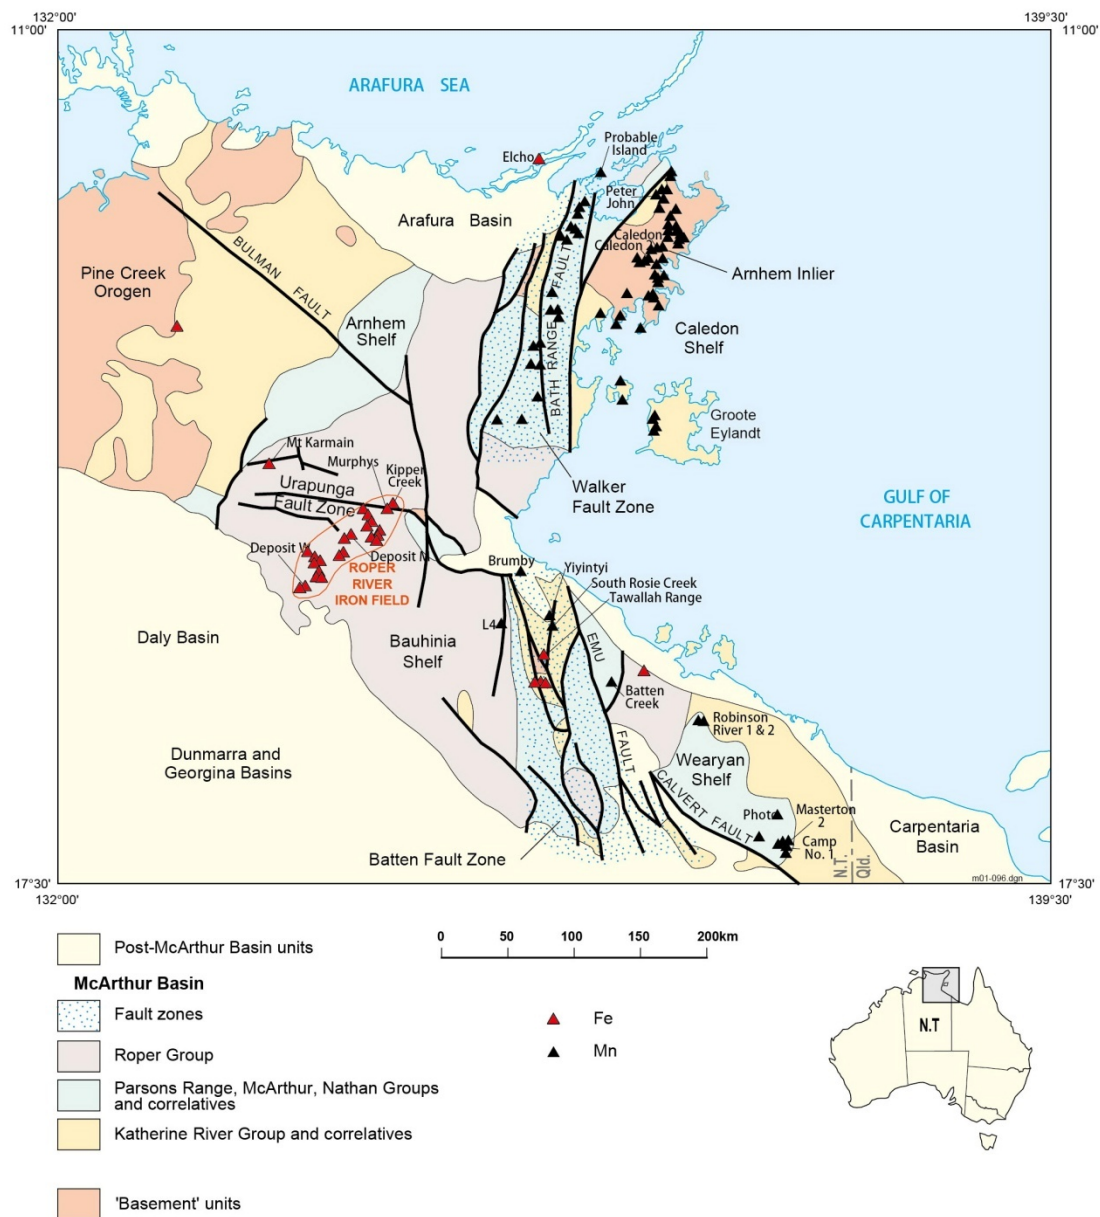 132°00'
139°30'
11°00'
11°00'
ARAFURA SEA
Elcho
Probable
Island
Peter
John
Arafura Basin
Caledon
Caledon 2
Arnhem Inlier
BULMAN FAULT
Pine Creek
Orogen
Arnhem
Shelf
BATH RANGE FAULT
Caledon
Shelf
Groote
Eylandt
Mt Karmain
Murphys
Kipper
Creek
Urapunga
Fault Zone
Walker
Fault Zone
GULF OF
CARPENTARIA
Deposit W
Deposit M
ROPER
RIVER
IRON FIELD
Brumby
Yiyintyi
South Rosie Creek
Tawallah Range
L4
Daly Basin
Bauhinia
Shelf
EMU FAULT
Batten
Creek
Robinson
River 1 & 2
Dunmarra and
Georgina Basins
Wearyan
Shelf
CALVERT FAULT
Photo
Masterton
2
Camp
No. 1
Carpentaria
Basin
Batten Fault Zone
N.T.
Qld.
m01-096.dgn
17°30'
17°30'
132°00'
139°30'
Post-McArthur Basin units
McArthur Basin
Fault zones
Roper Group
Parsons Range, McArthur, Nathan Groups
and correlatives
Katherine River Group and correlatives
'Basement' units
0 50 100 150 200km
Fe
Mn
N.T